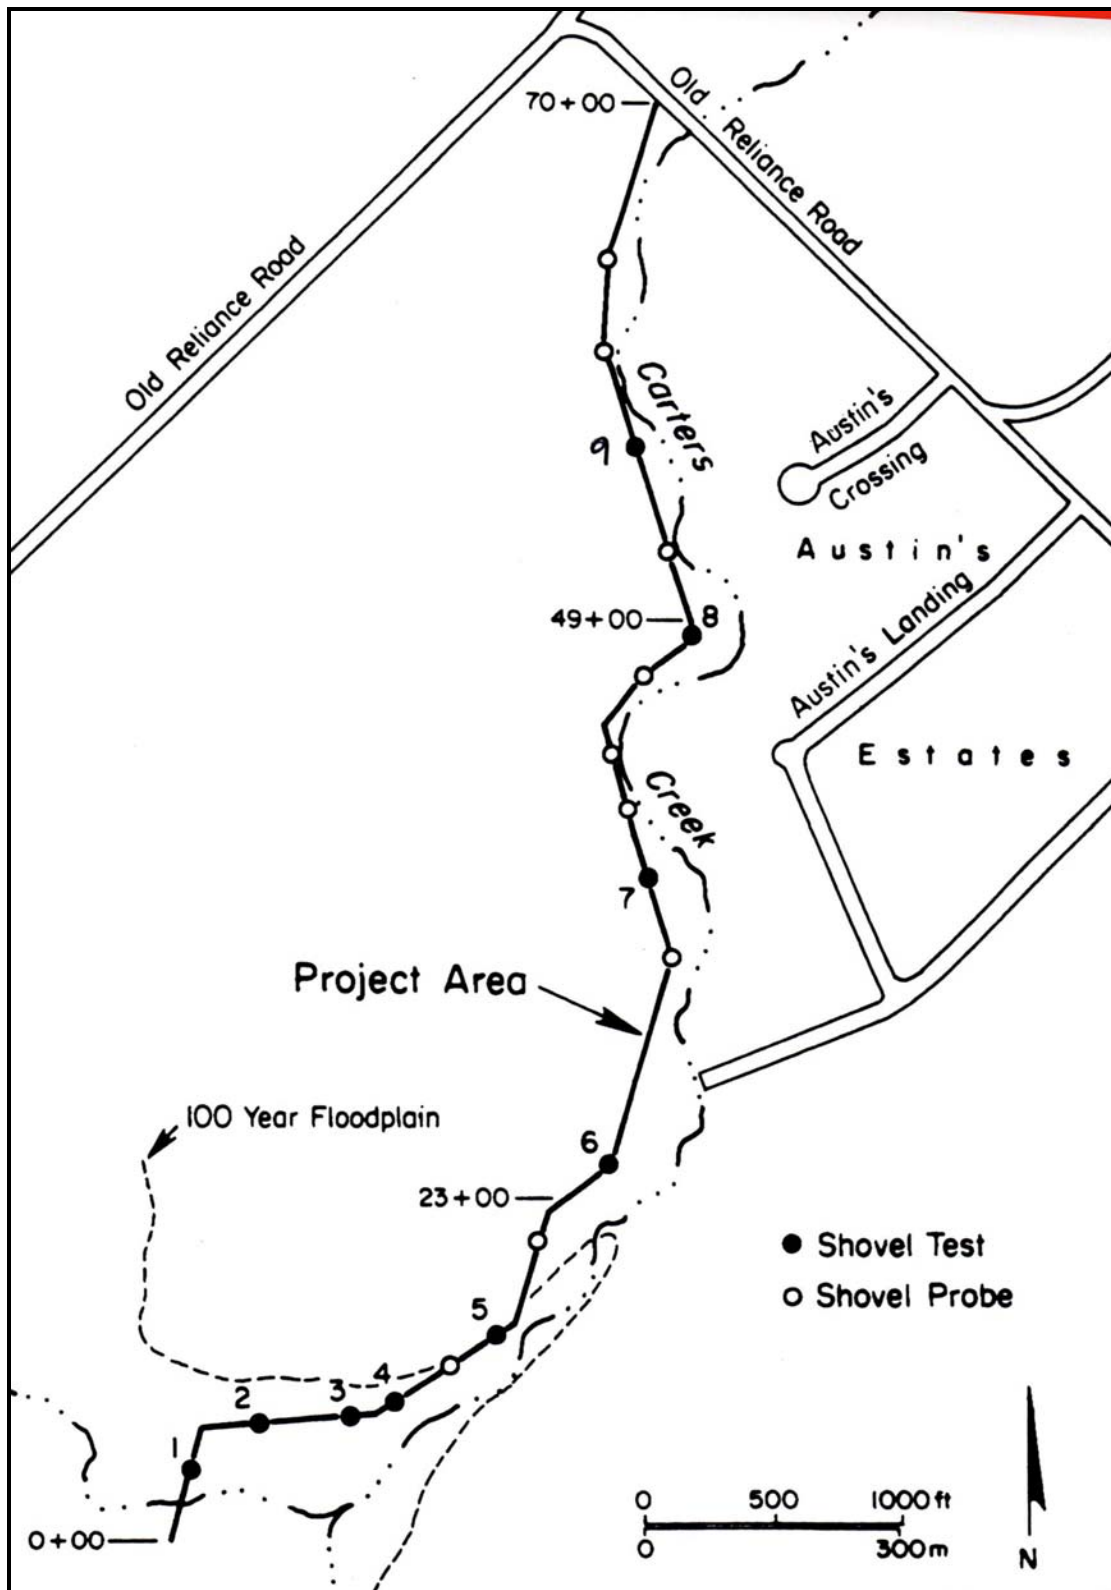 70+00
Old Reliance Road
Old Reliance Road
Carters
9
Austin's
Crossing
Austin's
49+00
8
Austin's Landing
Estates
Creek
7
Project Area
100 Year Floodplain
6
23+00
Shovel Test
Shovel Probe
5
4
3
2
1
0 500 1000 ft
0 300 m
0+00
N